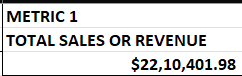 METRIC 1
TOTAL SALES OR REVENUE
$22,10,401.98